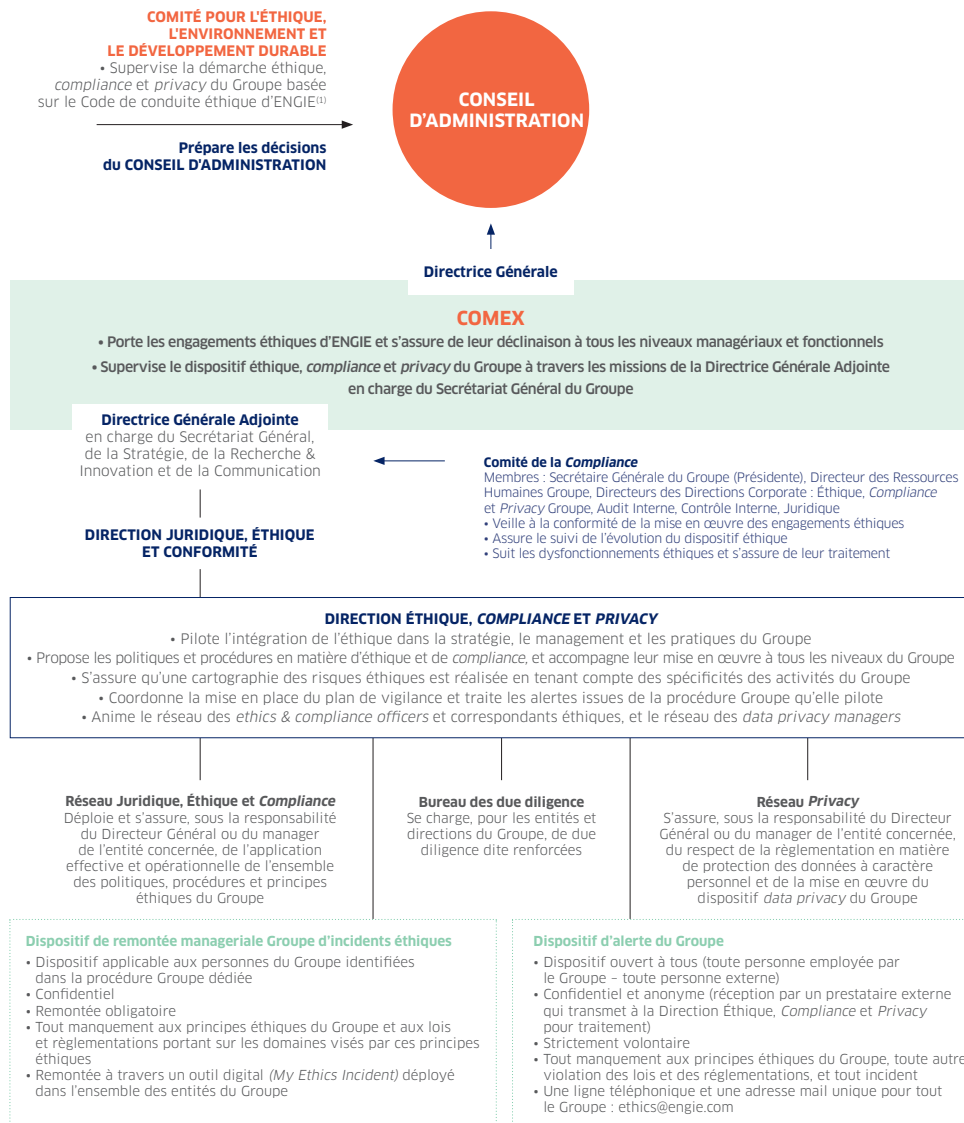 COMITÉ POUR L'ÉTHIQUE,
L'ENVIRONNEMENT ET
LE DÉVELOPPEMENT DURABLE
• Supervise la démarche éthique,
compliance et privacy du Groupe basée
sur le Code de conduite éthique d'ENGIE(1)
Prépare les décisions
du CONSEIL D'ADMINISTRATION
CONSEIL
D'ADMINISTRATION
Directrice Générale
COMEX
• Porte les engagements éthiques d'ENGIE et s'assure de leur déclinaison à tous les niveaux managériaux et fonctionnels
• Supervise le dispositif éthique, compliance et privacy du Groupe à travers les missions de la Directrice Générale Adjointe
en charge du Secrétariat Général du Groupe
Directrice Générale Adjointe
en charge du Secrétariat Général,
de la Stratégie, de la Recherche &
Innovation et de la Communication
Comité de la Compliance
Membres : Secrétaire Générale du Groupe (Présidente), Directeur des Ressources
Humaines Groupe, Directeurs des Directions Corporate : Éthique, Compliance
et Privacy Groupe, Audit Interne, Contrôle Interne, Juridique
• Veille à la conformité de la mise en œuvre des engagements éthiques
• Assure le suivi de l'évolution du dispositif éthique
• Suit les dysfonctionnements éthiques et s'assure de leur traitement
DIRECTION JURIDIQUE, ÉTHIQUE
ET CONFORMITÉ
DIRECTION ÉTHIQUE, COMPLIANCE ET PRIVACY
• Pilote l'intégration de l'éthique dans la stratégie, le management et les pratiques du Groupe
• Propose les politiques et procédures en matière d'éthique et de compliance, et accompagne leur mise en œuvre à tous les niveaux du Groupe
• S'assure qu'une cartographie des risques éthiques est réalisée en tenant compte des spécificités des activités du Groupe
• Coordonne la mise en place du plan de vigilance et traite les alertes issues de la procédure Groupe qu'elle pilote
• Anime le réseau des ethics & compliance officers et correspondants éthiques, et le réseau des data privacy managers
Réseau Juridique, Éthique et Compliance
Déploie et s'assure, sous la responsabilité
du Directeur Général ou du manager
de l'entité concernée, de l'application
effective et opérationnelle de l'ensemble
des politiques, procédures et principes
éthiques du Groupe
Bureau des due diligence
Se charge, pour les entités et
directions du Groupe, de due
diligence dite renforcées
Réseau Privacy
S'assure, sous la responsabilité du Directeur
Général ou du manager de l'entité concernée,
du respect de la règlementation en matière
de protection des données à caractère
personnel et de la mise en œuvre du
dispositif data privacy du Groupe
Dispositif de remontée manageriale Groupe d'incidents éthiques
• Dispositif applicable aux personnes du Groupe identifiées
dans la procédure Groupe dédiée
• Confidentiel
• Remontée obligatoire
• Tout manquement aux principes éthiques du Groupe et aux lois
et règlementations portant sur les domaines visés par ces principes
éthiques
• Remontée à travers un outil digital (My Ethics Incident) déployé
dans l'ensemble des entités du Groupe
Dispositif d'alerte du Groupe
• Dispositif ouvert à tous (toute personne employée par
le Groupe – toute personne externe)
• Confidentiel et anonyme (réception par un prestataire externe
qui transmet à la Direction Éthique, Compliance et Privacy
pour traitement)
• Strictement volontaire
• Tout manquement aux principes éthiques du Groupe, toute autre
violation des lois et des réglementations, et tout incident
• Une ligne téléphonique et une adresse mail unique pour tout
le Groupe : ethics@engie.com